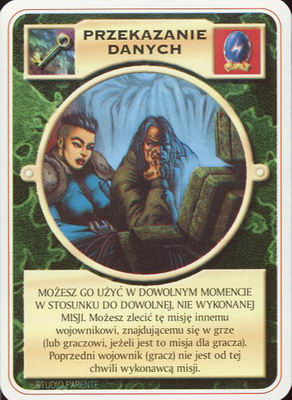 PRZEKAZANIE
DANYCH
MOŻESZ GO UŻYĆ W DOWOLNYM MOMENCIE
W STOSUNKU DO DOWOLNEJ, NIE WYKONANEJ
MISJI. Możesz zlecić tę misję innemu
wojownikowi, znajdującemu się w grze
(lub graczowi, jeżeli jest to misja dla gracza).
Poprzedni wojownik (gracz) nie jest od tej
chwili wykonawcą misji.
STUDIO PARENTE